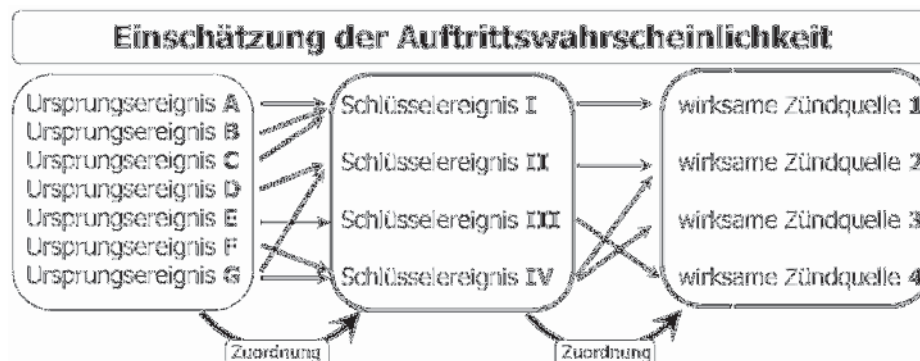 Einschätzung der Auftrittswahrscheinlichkeit
Ursprungsereignis A
Ursprungsereignis B
Ursprungsereignis C
Ursprungsereignis D
Ursprungsereignis E
Ursprungsereignis F
Ursprungsereignis G
Schlüsselereignis I
Schlüsselereignis II
Schlüsselereignis III
Schlüsselereignis IV
wirksame Zündquelle 1
wirksame Zündquelle 2
wirksame Zündquelle 3
wirksame Zündquelle 4
Zuordnung
Zuordnung